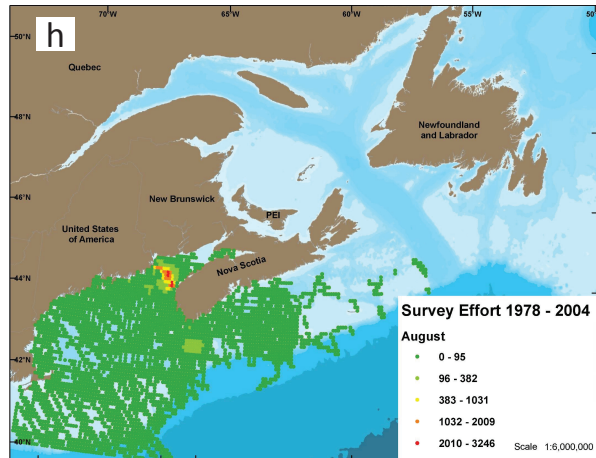 70°W 65°W 60°W 55°W 50°
h
50°N
Quebec
48°N
Newfoundland
and Labrador
46°N
New Brunswick
PEI
United States
of America
Nova Scotia
44°N
42°N
40°N
Survey Effort 1978 - 2004
August
0 - 95
96 - 382
383 - 1031
1032 - 2009
2010 - 3246
Scale 1:6,000,000